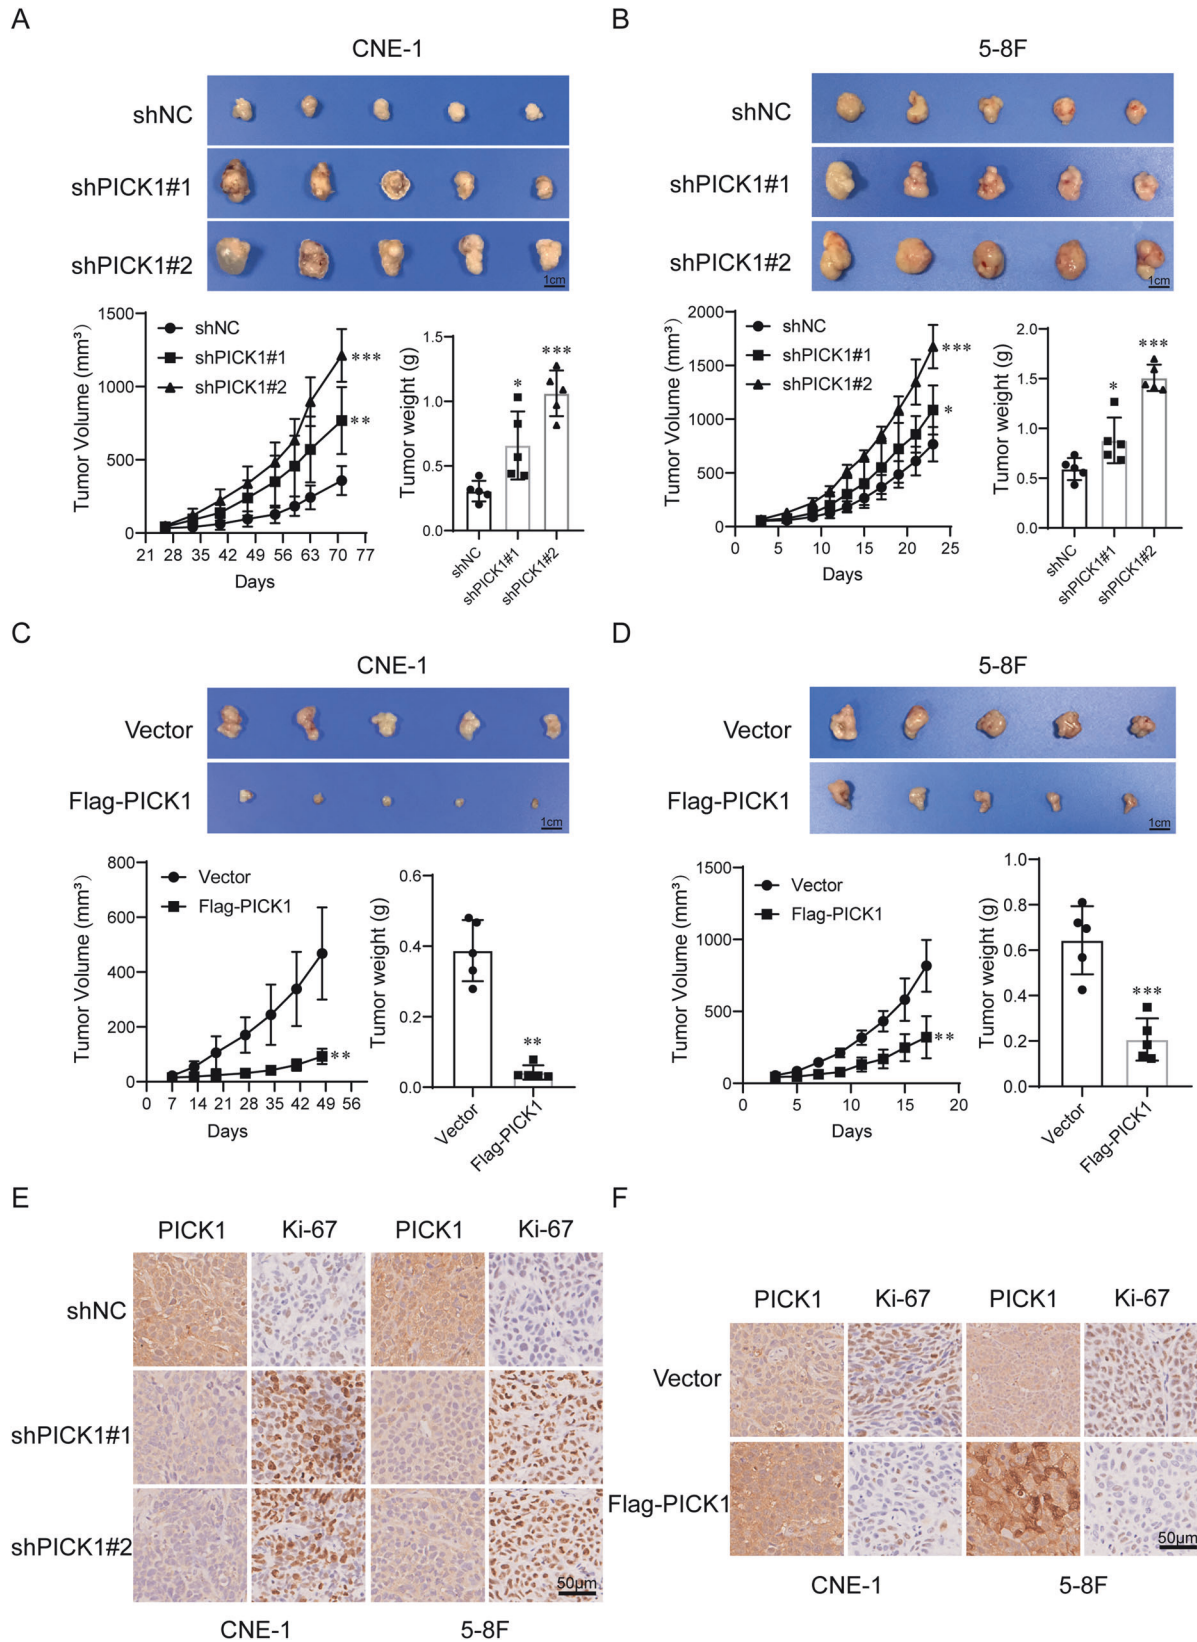 A
CNE-1
shNC
shPICK1#1
shPICK1#2
1cm
Tumor Volume (mm³)
1500
1000
500
0
21 28 35 42 49 56 63 70 77
Days
shNC
shPICK1#1
shPICK1#2
***
**
Tumor weight (g)
1.5
1.0
0.5
0.0
*
***
shNC
shPICK1#1
shPICK1#2
B
5-8F
shNC
shPICK1#1
shPICK1#2
1cm
Tumor Volume (mm³)
2000
1500
1000
500
0
0 5 10 15 20 25
Days
shNC
shPICK1#1
shPICK1#2
***
*
Tumor weight (g)
2.0
1.5
1.0
0.5
0.0
*
***
shNC
shPICK1#1
shPICK1#2
C
CNE-1
Vector
Flag-PICK1
1cm
Tumor Volume (mm³)
800
600
400
200
0
0 7 14 21 28 35 42 49 56
Days
Vector
Flag-PICK1
**
Tumor weight (g)
0.6
0.4
0.2
0.0
**
Vector
Flag-PICK1
D
5-8F
Vector
Flag-PICK1
1cm
Tumor Volume (mm³)
1500
1000
500
0
0 5 10 15 20
Days
Vector
Flag-PICK1
**
Tumor weight (g)
1.0
0.8
0.6
0.4
0.2
0.0
***
Vector
Flag-PICK1
E
PICK1 Ki-67 PICK1 Ki-67
shNC
shPICK1#1
shPICK1#2
50μm
CNE-1 5-8F
F
PICK1 Ki-67 PICK1 Ki-67
Vector
Flag-PICK1
50μm
CNE-1 5-8F